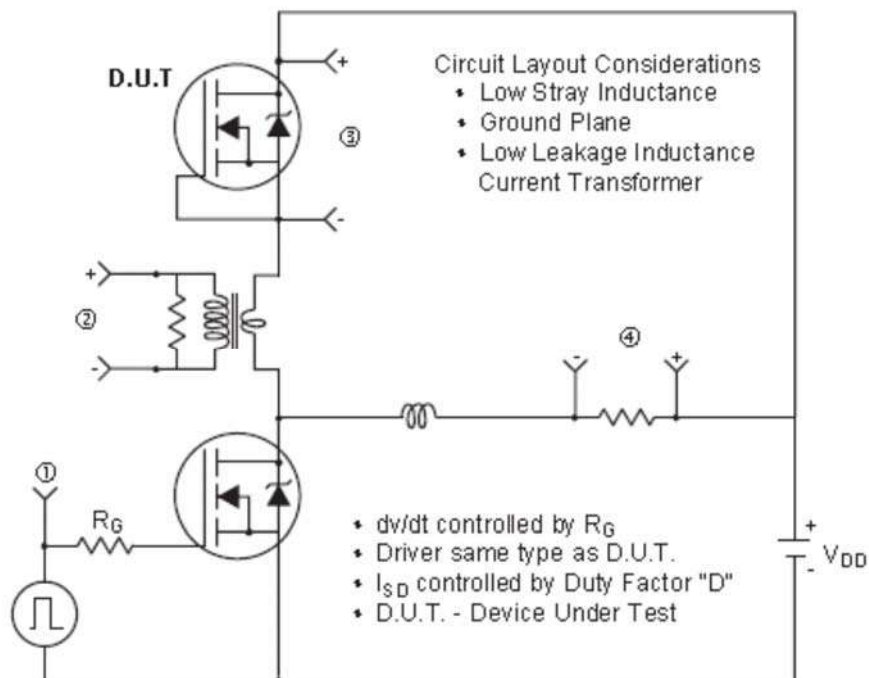 D.U.T
+
③
-
Circuit Layout Considerations
• Low Stray Inductance
• Ground Plane
• Low Leakage Inductance
Current Transformer
+
②
-
④
- +
①
RG
• dv/dt controlled by RG
• Driver same type as D.U.T.
• ISD controlled by Duty Factor "D"
• D.U.T. - Device Under Test
+
VDD
-